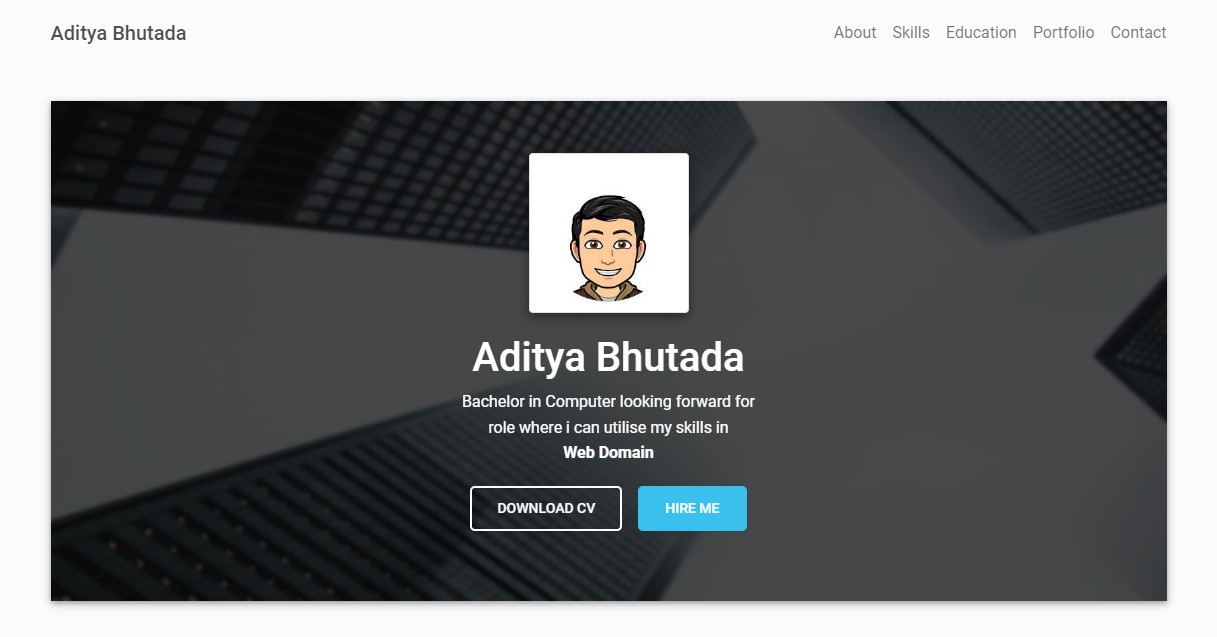 Aditya Bhutada
About Skills Education Portfolio Contact
Aditya Bhutada
Bachelor in Computer looking forward for
role where i can utilise my skills in
Web Domain
DOWNLOAD CV HIRE ME